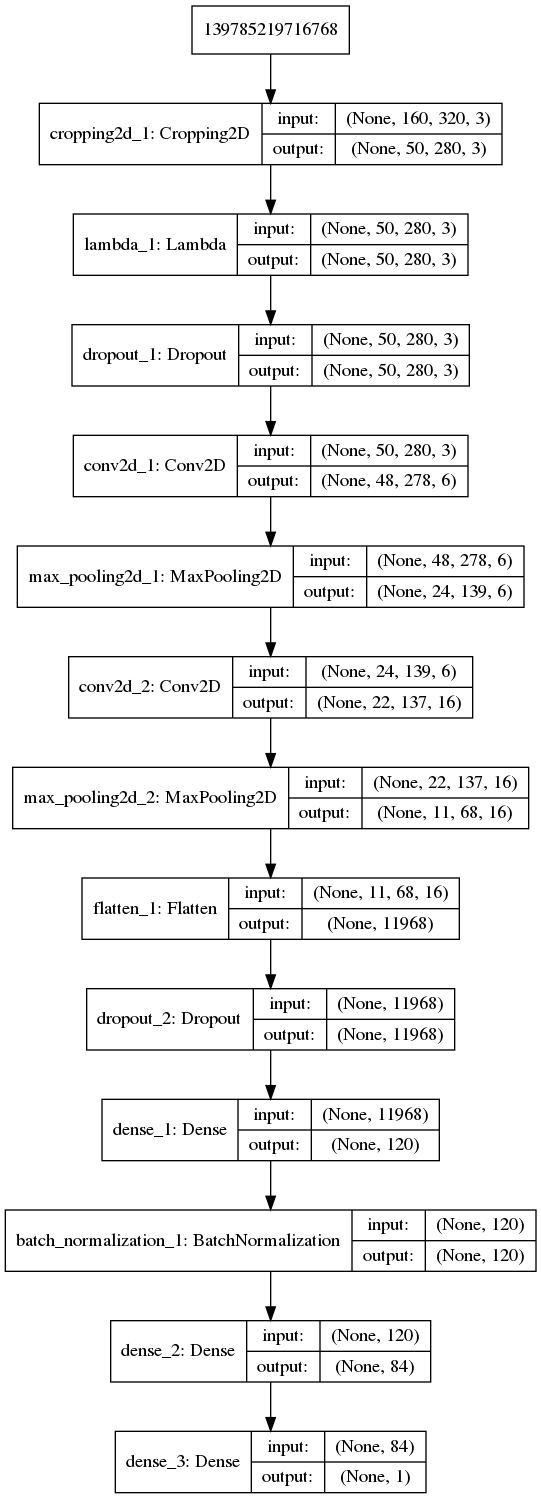 139785219716768
cropping2d_1: Cropping2D
input: (None, 160, 320, 3)
output: (None, 50, 280, 3)
lambda_1: Lambda
input: (None, 50, 280, 3)
output: (None, 50, 280, 3)
dropout_1: Dropout
input: (None, 50, 280, 3)
output: (None, 50, 280, 3)
conv2d_1: Conv2D
input: (None, 50, 280, 3)
output: (None, 48, 278, 6)
max_pooling2d_1: MaxPooling2D
input: (None, 48, 278, 6)
output: (None, 24, 139, 6)
conv2d_2: Conv2D
input: (None, 24, 139, 6)
output: (None, 22, 137, 16)
max_pooling2d_2: MaxPooling2D
input: (None, 22, 137, 16)
output: (None, 11, 68, 16)
flatten_1: Flatten
input: (None, 11, 68, 16)
output: (None, 11968)
dropout_2: Dropout
input: (None, 11968)
output: (None, 11968)
dense_1: Dense
input: (None, 11968)
output: (None, 120)
batch_normalization_1: BatchNormalization
input: (None, 120)
output: (None, 120)
dense_2: Dense
input: (None, 120)
output: (None, 84)
dense_3: Dense
input: (None, 84)
output: (None, 1)